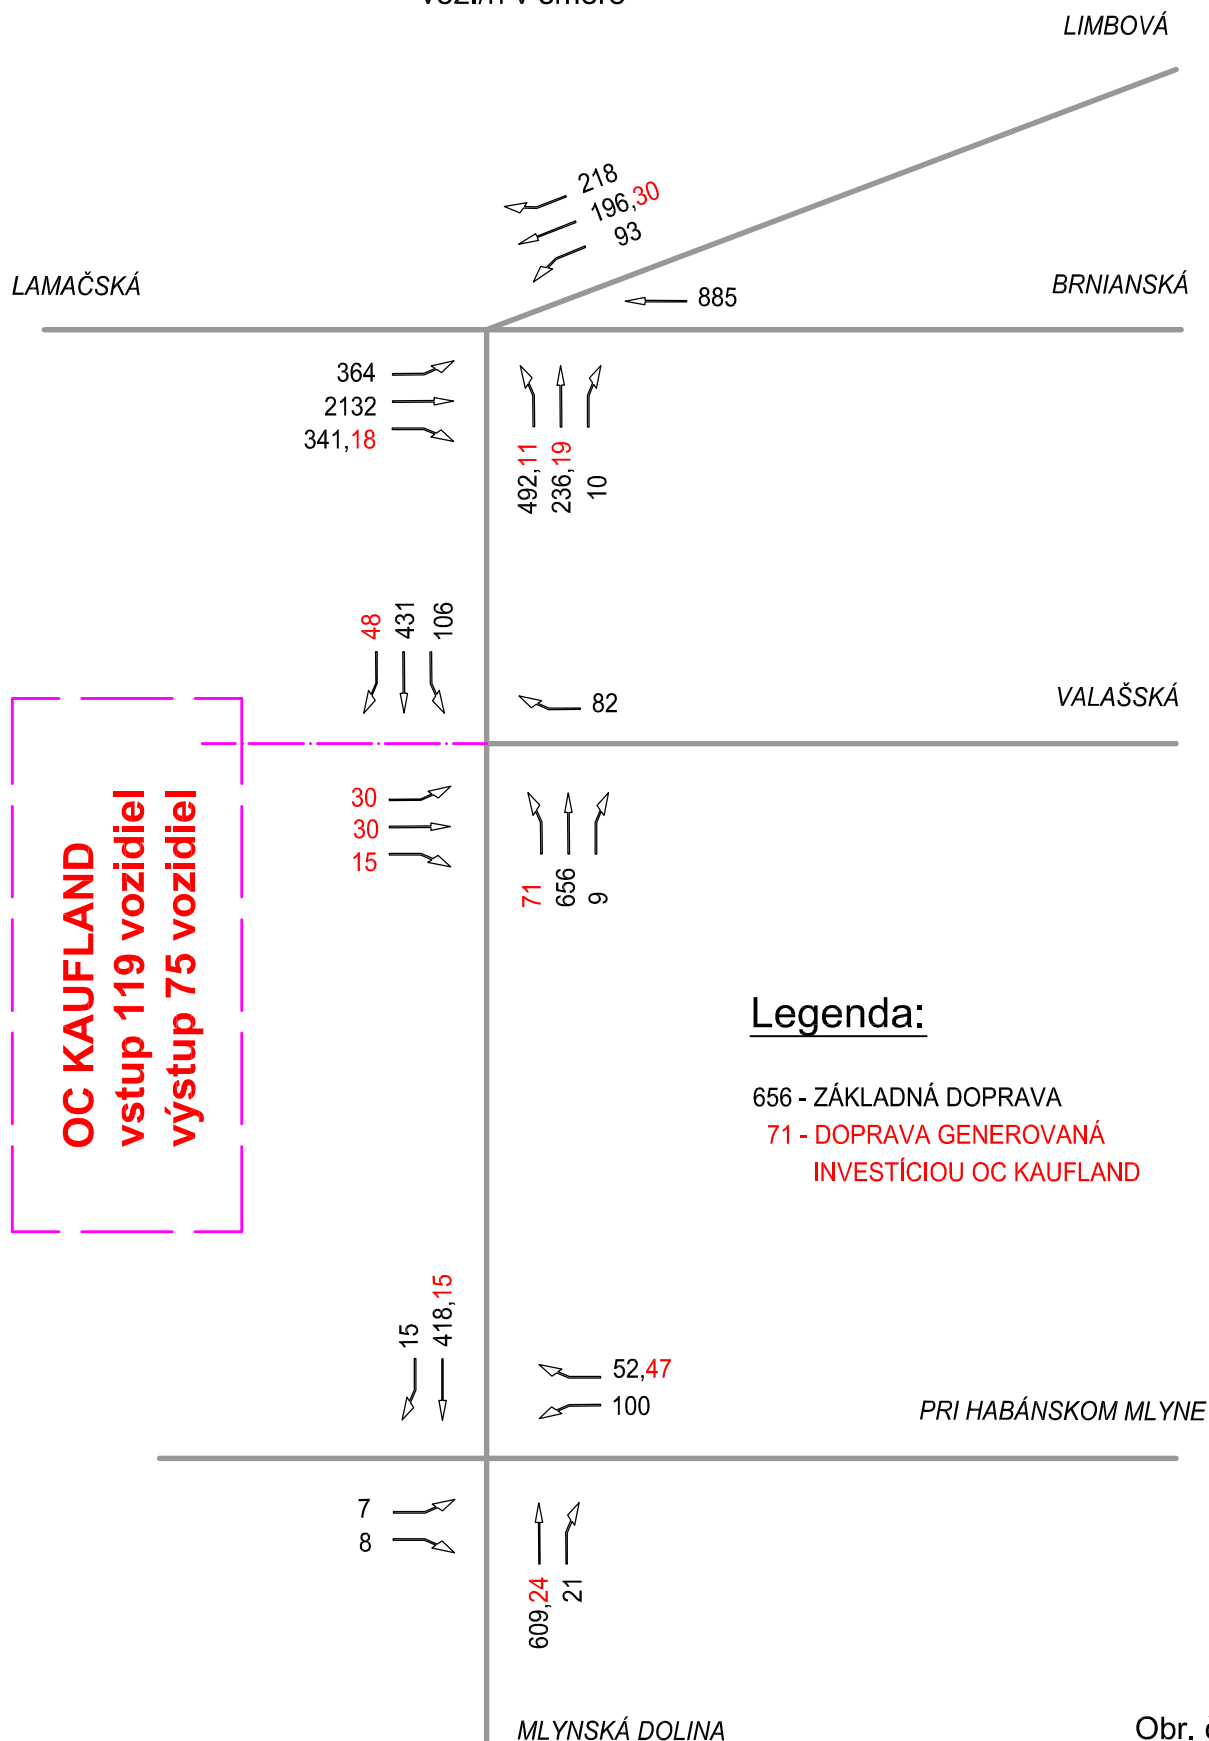 LIMBOVÁ
218
196,30
93
LAMAČSKÁ
BRNIANSKÁ
885
364
2132
341,18
492,11
236,19
10
48
431
106
82
VALAŠSKÁ
30
30
15
71
656
9
OC KAUFLAND
vstup 119 vozidiel
výstup 75 vozidiel
Legenda:
656 - ZÁKLADNÁ DOPRAVA
71 - DOPRAVA GENEROVANÁ
INVESTÍCIOU OC KAUFLAND
15
418,15
52,47
100
PRI HABÁNSKOM MLYNE
7
8
609,24
21
MLYNSKÁ DOLINA
Obr.